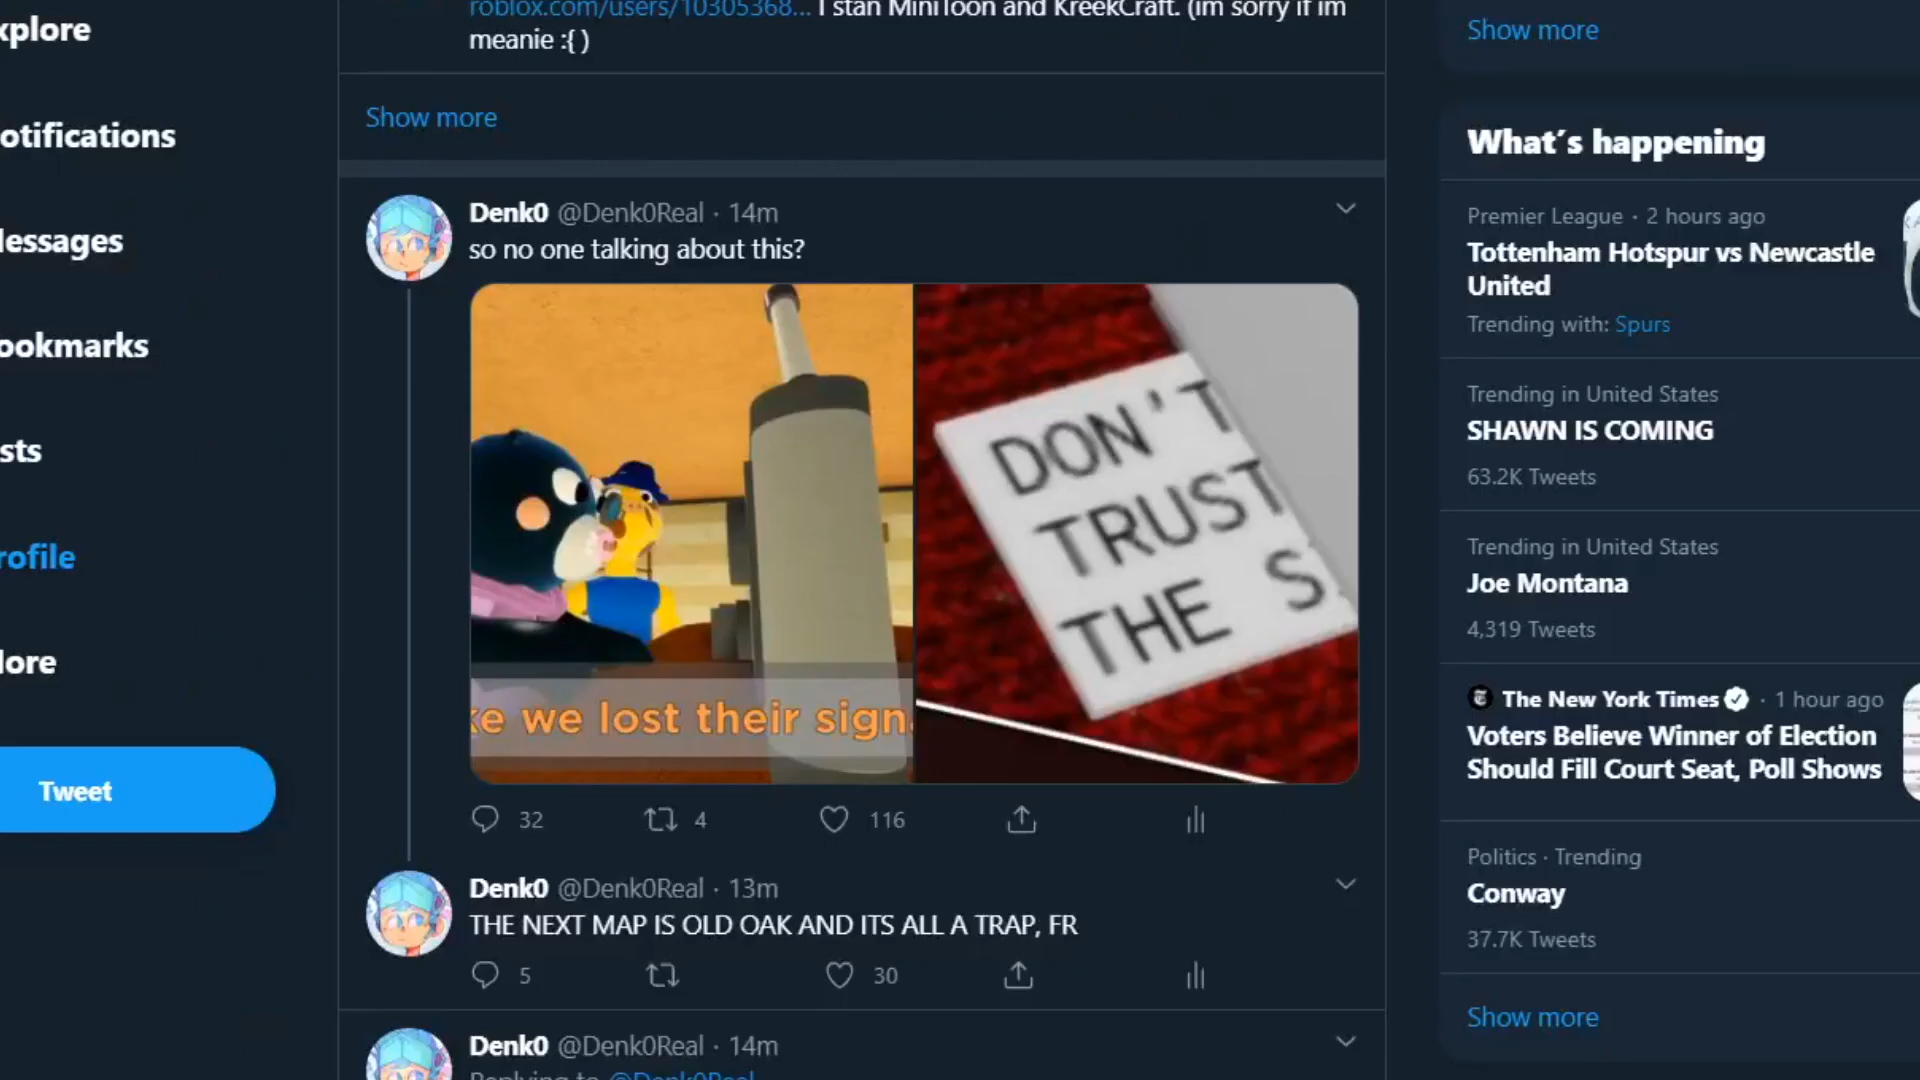 xplore
otifications
essages
ookmarks
sts
rofile
ore
Tweet
roblox.com/users/10305368... I stan MiniToon and KreekCraft. (im sorry if im
meanie :{ )
Show more
Denk0 @Denk0Real · 14m
so no one talking about this?
ke we lost their sign
DON'T
TRUST
THE S
32
4
116
Denk0 @Denk0Real · 13m
THE NEXT MAP IS OLD OAK AND ITS ALL A TRAP, FR
5
30
Denk0 @Denk0Real · 14m
Replying to @Denk0Real
Show more
What's happening
Premier League · 2 hours ago
Tottenham Hotspur vs Newcastle
United
Trending with: Spurs
Trending in United States
SHAWN IS COMING
63.2K Tweets
Trending in United States
Joe Montana
4,319 Tweets
The New York Times · 1 hour ago
Voters Believe Winner of Election
Should Fill Court Seat, Poll Shows
Politics · Trending
Conway
37.7K Tweets
Show more